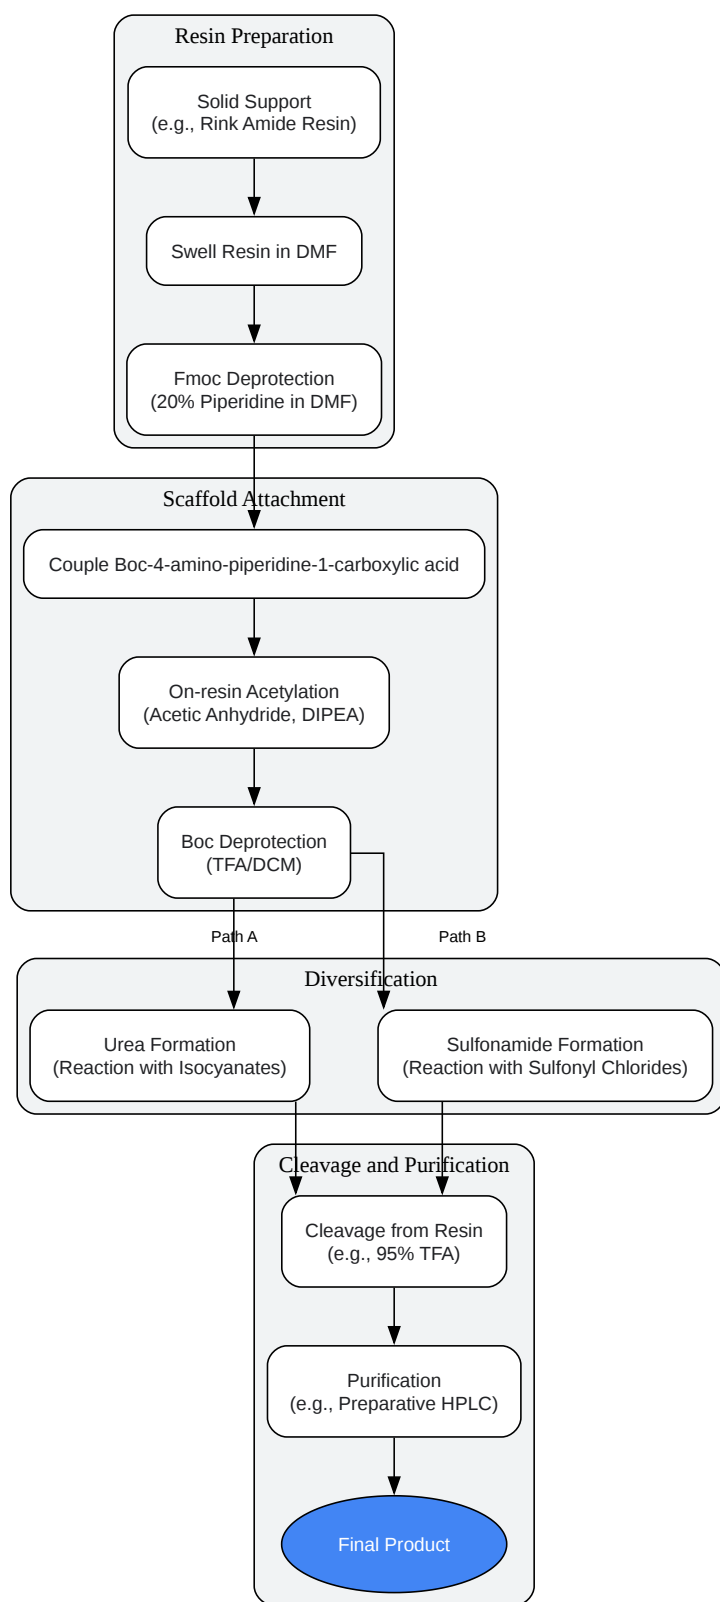 Resin Preparation
Solid Support
(e.g., Rink Amide Resin)
Swell Resin in DMF
Fmoc Deprotection
(20% Piperidine in DMF)
Scaffold Attachment
Couple Boc-4-amino-piperidine-1-carboxylic acid
On-resin Acetylation
(Acetic Anhydride, DIPEA)
Boc Deprotection
(TFA/DCM)
Path A
Path B
Diversification
Urea Formation
(Reaction with Isocyanates)
Sulfonamide Formation
(Reaction with Sulfonyl Chlorides)
Cleavage and Purification
Cleavage from Resin
(e.g., 95% TFA)
Purification
(e.g., Preparative HPLC)
Final Product